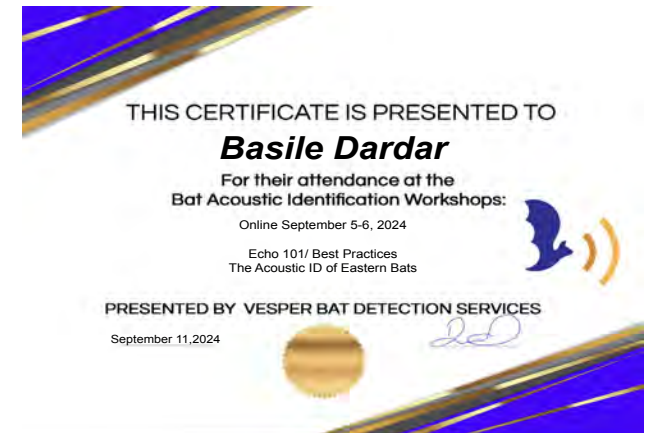 THIS CERTIFICATE IS PRESENTED TO
Basile Dardar
For their attendance at the
Bat Acoustic Identification Workshops:
Online September 5-6, 2024
Echo 101/ Best Practices
The Acoustic ID of Eastern Bats
PRESENTED BY VESPER BAT DETECTION SERVICES
September 11,2024